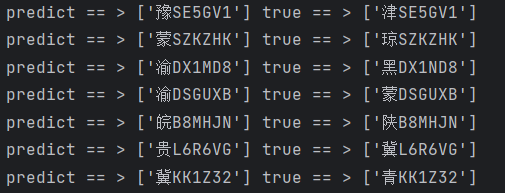 predict == > ['豫SE5GV1'] true == > ['津SE5GV1']
predict == > ['蒙SZKZHK'] true == > ['琼SZKZHK']
predict == > ['渝DX1MD8'] true == > ['黑DX1ND8']
predict == > ['渝DSGUXB'] true == > ['蒙DSGUXB']
predict == > ['皖B8MHJN'] true == > ['陕B8MHJN']
predict == > ['贵L6R6VG'] true == > ['冀L6R6VG']
predict == > ['冀KK1Z32'] true == > ['青KK1Z32']